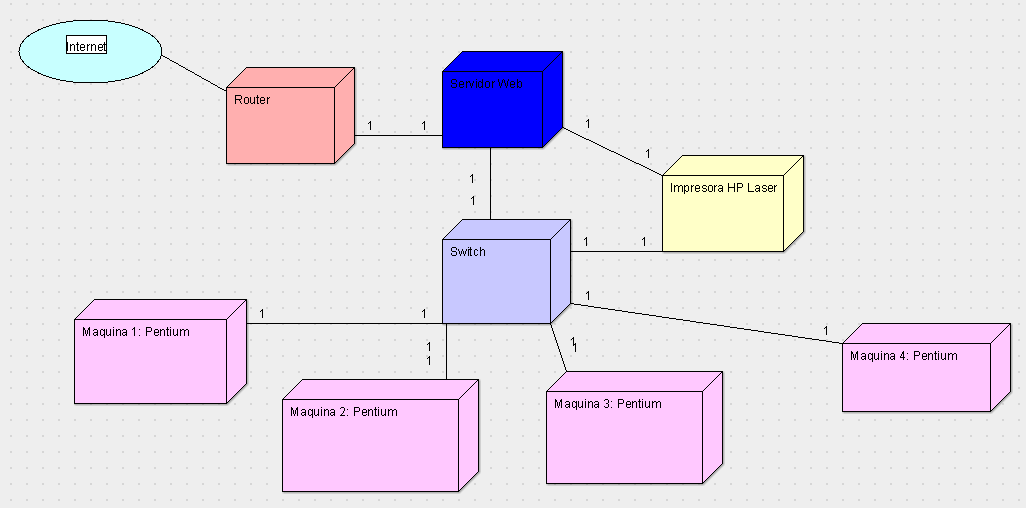 Internet
Router
1
1
Servidor Web
1
1
Impresora HP Laser
1
1
Switch
1
1
Maquina 1: Pentium
1
1
1
1
Maquina 2: Pentium
1
1
Maquina 3: Pentium
1
1
Maquina 4: Pentium